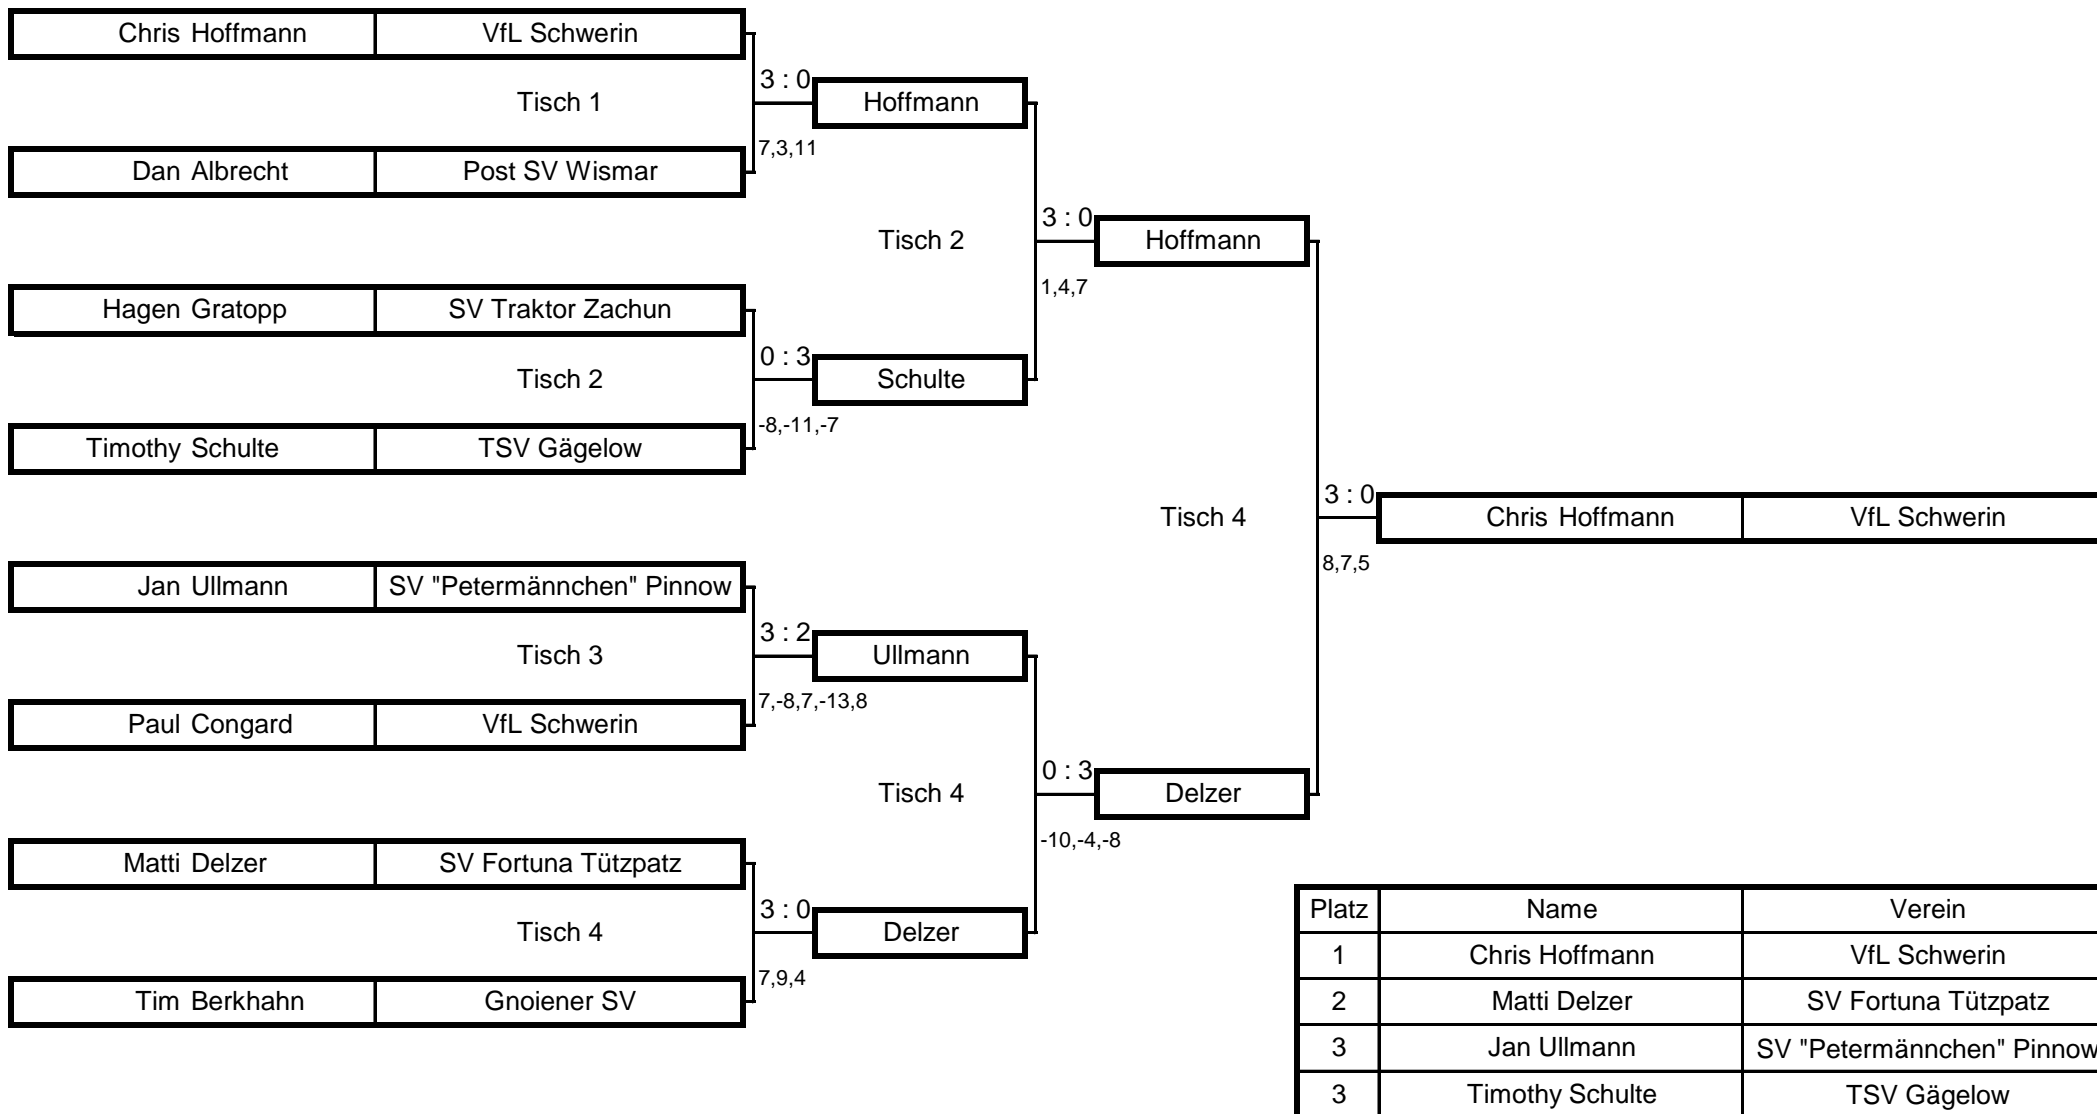 Chris Hoffmann VfL Schwerin
3 : 0
Tisch 1 Hoffmann
7,3,11
Dan Albrecht Post SV Wismar
3 : 0
Tisch 2 Hoffmann
1,4,7
Hagen Gratopp SV Traktor Zachun
0 : 3
Tisch 2 Schulte
-8,-11,-7
Timothy Schulte TSV Gägelow
3 : 0
Tisch 4 Chris Hoffmann VfL Schwerin
8,7,5
Jan Ullmann SV "Petermännchen" Pinnow
3 : 2
Tisch 3 Ullmann
7,-8,7,-13,8
Paul Congard VfL Schwerin
0 : 3
Tisch 4 Delzer
-10,-4,-8
Matti Delzer SV Fortuna Tützpatz
3 : 0
Tisch 4 Delzer
7,9,4
Tim Berkhahn Gnoiener SV
Platz Name Verein
1 Chris Hoffmann VfL Schwerin
2 Matti Delzer SV Fortuna Tützpatz
3 Jan Ullmann SV "Petermännchen" Pinnow
3 Timothy Schulte TSV Gägelow